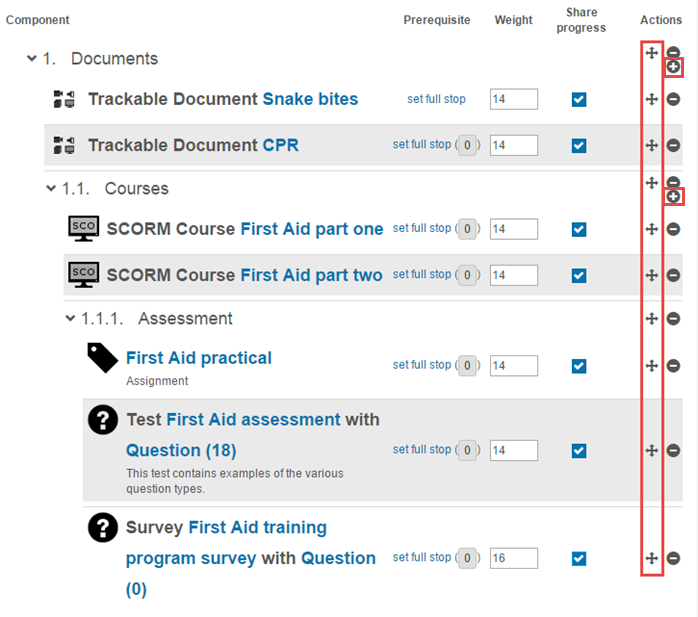 Component Prerequisite Weight Share progress Actions
1. Documents
Trackable Document Snake bites set full stop 14
Trackable Document CPR set full stop (0) 14
1.1. Courses
SCO SCORM Course First Aid part one set full stop (0) 14
SCO SCORM Course First Aid part two set full stop (0) 14
1.1.1. Assessment
First Aid practical set full stop (0) 14
Assignment
? Test First Aid assessment with
Question (18) set full stop (0) 14
This test contains examples of the various
question types.
? Survey First Aid training
program survey with Question set full stop (0) 16
(0)